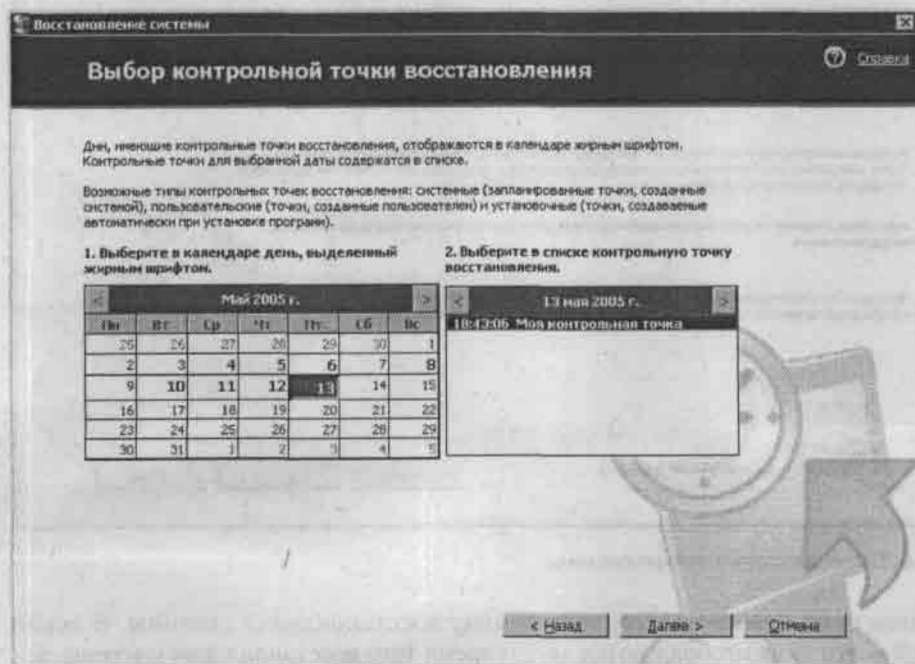 Восстановление системы
Выбор контрольной точки восстановления
Справка
Дни, имеющие контрольные точки восстановления, отображаются в календаре жирным шрифтом.
Контрольные точки для выбранной даты содержатся в списке.
Возможные типы контрольных точек восстановления: системные (запланированные точки, созданные
системой), пользовательские (точки, созданные пользователем) и установочные (точки, создаваемые
автоматически при установке программ).
1. Выберите в календаре день, выделенный
жирным шрифтом.
< Май 2005 г. >
Пн Вт Ср Чт Пт Сб Вс
25 26 27 28 29 30 1
2 3 4 5 6 7 8
9 10 11 12 13 14 15
16 17 18 19 20 21 22
23 24 25 26 27 28 29
30 31 1 2 3 4 5
2. Выберите в списке контрольную точку
восстановления.
< 13 мая 2005 г. >
18:43:06 Моя контрольная точка
< Назад
Далее >
Отмена